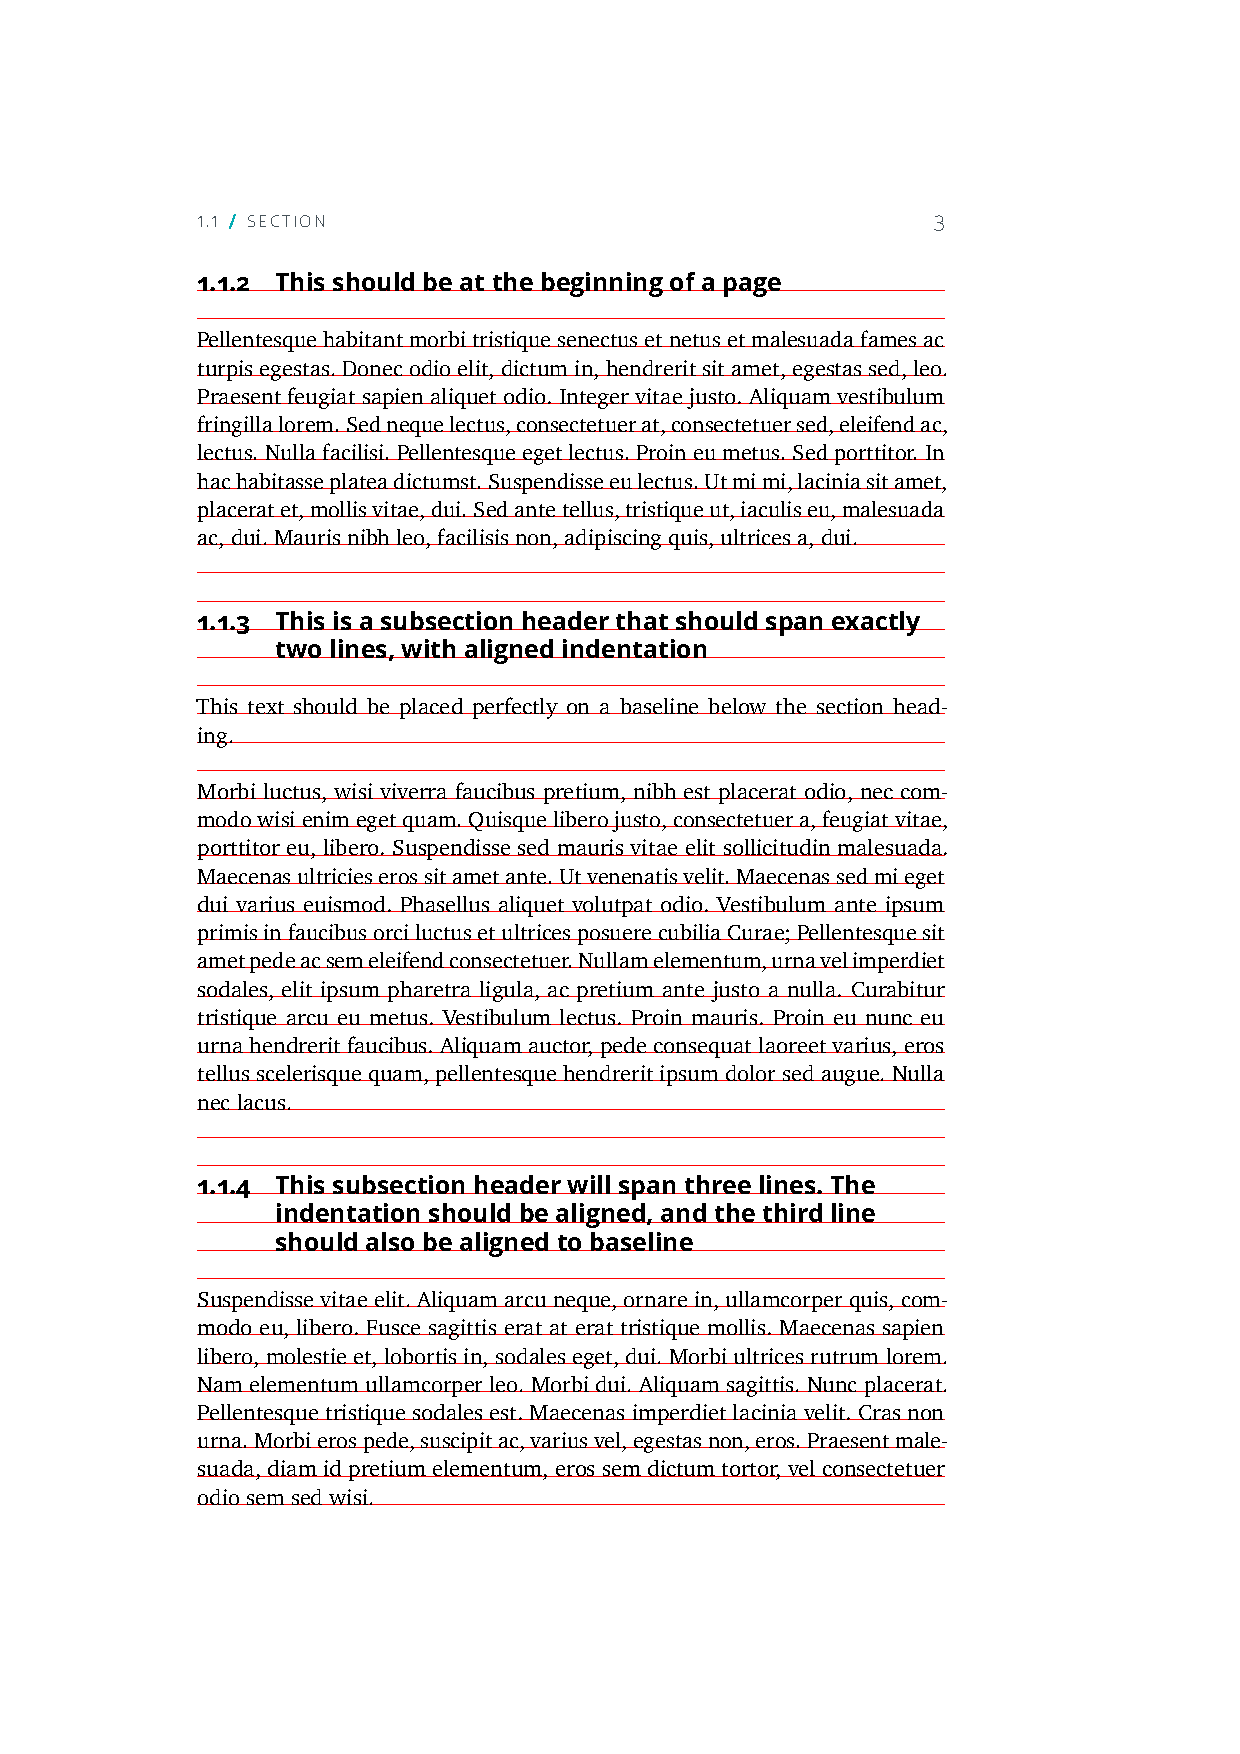 1.1 / SECTION 3
1.1.2 This should be at the beginning of a page
Pellentesque habitant morbi tristique senectus et netus et malesuada fames ac
turpis egestas. Donec odio elit, dictum in, hendrerit sit amet, egestas sed, leo.
Praesent feugiat sapien aliquet odio. Integer vitae justo. Aliquam vestibulum
fringilla lorem. Sed neque lectus, consectetuer at, consectetuer sed, eleifend ac,
lectus. Nulla facilisi. Pellentesque eget lectus. Proin eu metus. Sed porttitor. In
hac habitasse platea dictumst. Suspendisse eu lectus. Ut mi mi, lacinia sit amet,
placerat et, mollis vitae, dui. Sed ante tellus, tristique ut, iaculis eu, malesuada
ac, dui. Mauris nibh leo, facilisis non, adipiscing quis, ultrices a, dui.
1.1.3 This is a subsection header that should span exactly
two lines, with aligned indentation
This text should be placed perfectly on a baseline below the section head-
ing.
Morbi luctus, wisi viverra faucibus pretium, nibh est placerat odio, nec com-
modo wisi enim eget quam. Quisque libero justo, consectetuer a, feugiat vitae,
porttitor eu, libero. Suspendisse sed mauris vitae elit sollicitudin malesuada.
Maecenas ultricies eros sit amet ante. Ut venenatis velit. Maecenas sed mi eget
dui varius euismod. Phasellus aliquet volutpat odio. Vestibulum ante ipsum
primis in faucibus orci luctus et ultrices posuere cubilia Curae; Pellentesque sit
amet pede ac sem eleifend consectetuer. Nullam elementum, urna vel imperdiet
sodales, elit ipsum pharetra ligula, ac pretium ante justo a nulla. Curabitur
tristique arcu eu metus. Vestibulum lectus. Proin mauris. Proin eu nunc eu
urna hendrerit faucibus. Aliquam auctor, pede consequat laoreet varius, eros
tellus scelerisque quam, pellentesque hendrerit ipsum dolor sed augue. Nulla
nec lacus.
1.1.4 This subsection header will span three lines. The
indentation should be aligned, and the third line
should also be aligned to baseline
Suspendisse vitae elit. Aliquam arcu neque, ornare in, ullamcorper quis, com-
modo eu, libero. Fusce sagittis erat at erat tristique mollis. Maecenas sapien
libero, molestie et, lobortis in, sodales eget, dui. Morbi ultrices rutrum lorem.
Nam elementum ullamcorper leo. Morbi dui. Aliquam sagittis. Nunc placerat.
Pellentesque tristique sodales est. Maecenas imperdiet lacinia velit. Cras non
urna. Morbi eros pede, suscipit ac, varius vel, egestas non, eros. Praesent male-
suada, diam id pretium elementum, eros sem dictum tortor, vel consectetuer
odio sem sed wisi.